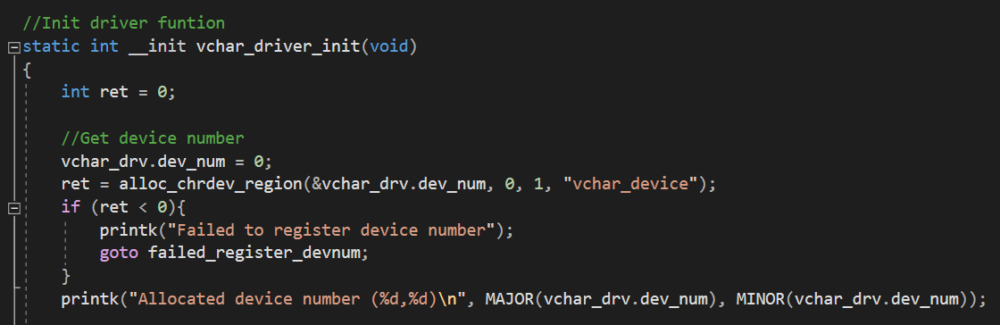 //Init driver funtion
static int __init vchar_driver_init(void)
{
int ret = 0;
//Get device number
vchar_drv.dev_num = 0;
ret = alloc_chrdev_region(&vchar_drv.dev_num, 0, 1, "vchar_device");
if (ret < 0){
printk("Failed to register device number");
goto failed_register_devnum;
}
printk("Allocated device number (%d,%d)\n", MAJOR(vchar_drv.dev_num), MINOR(vchar_drv.dev_num));